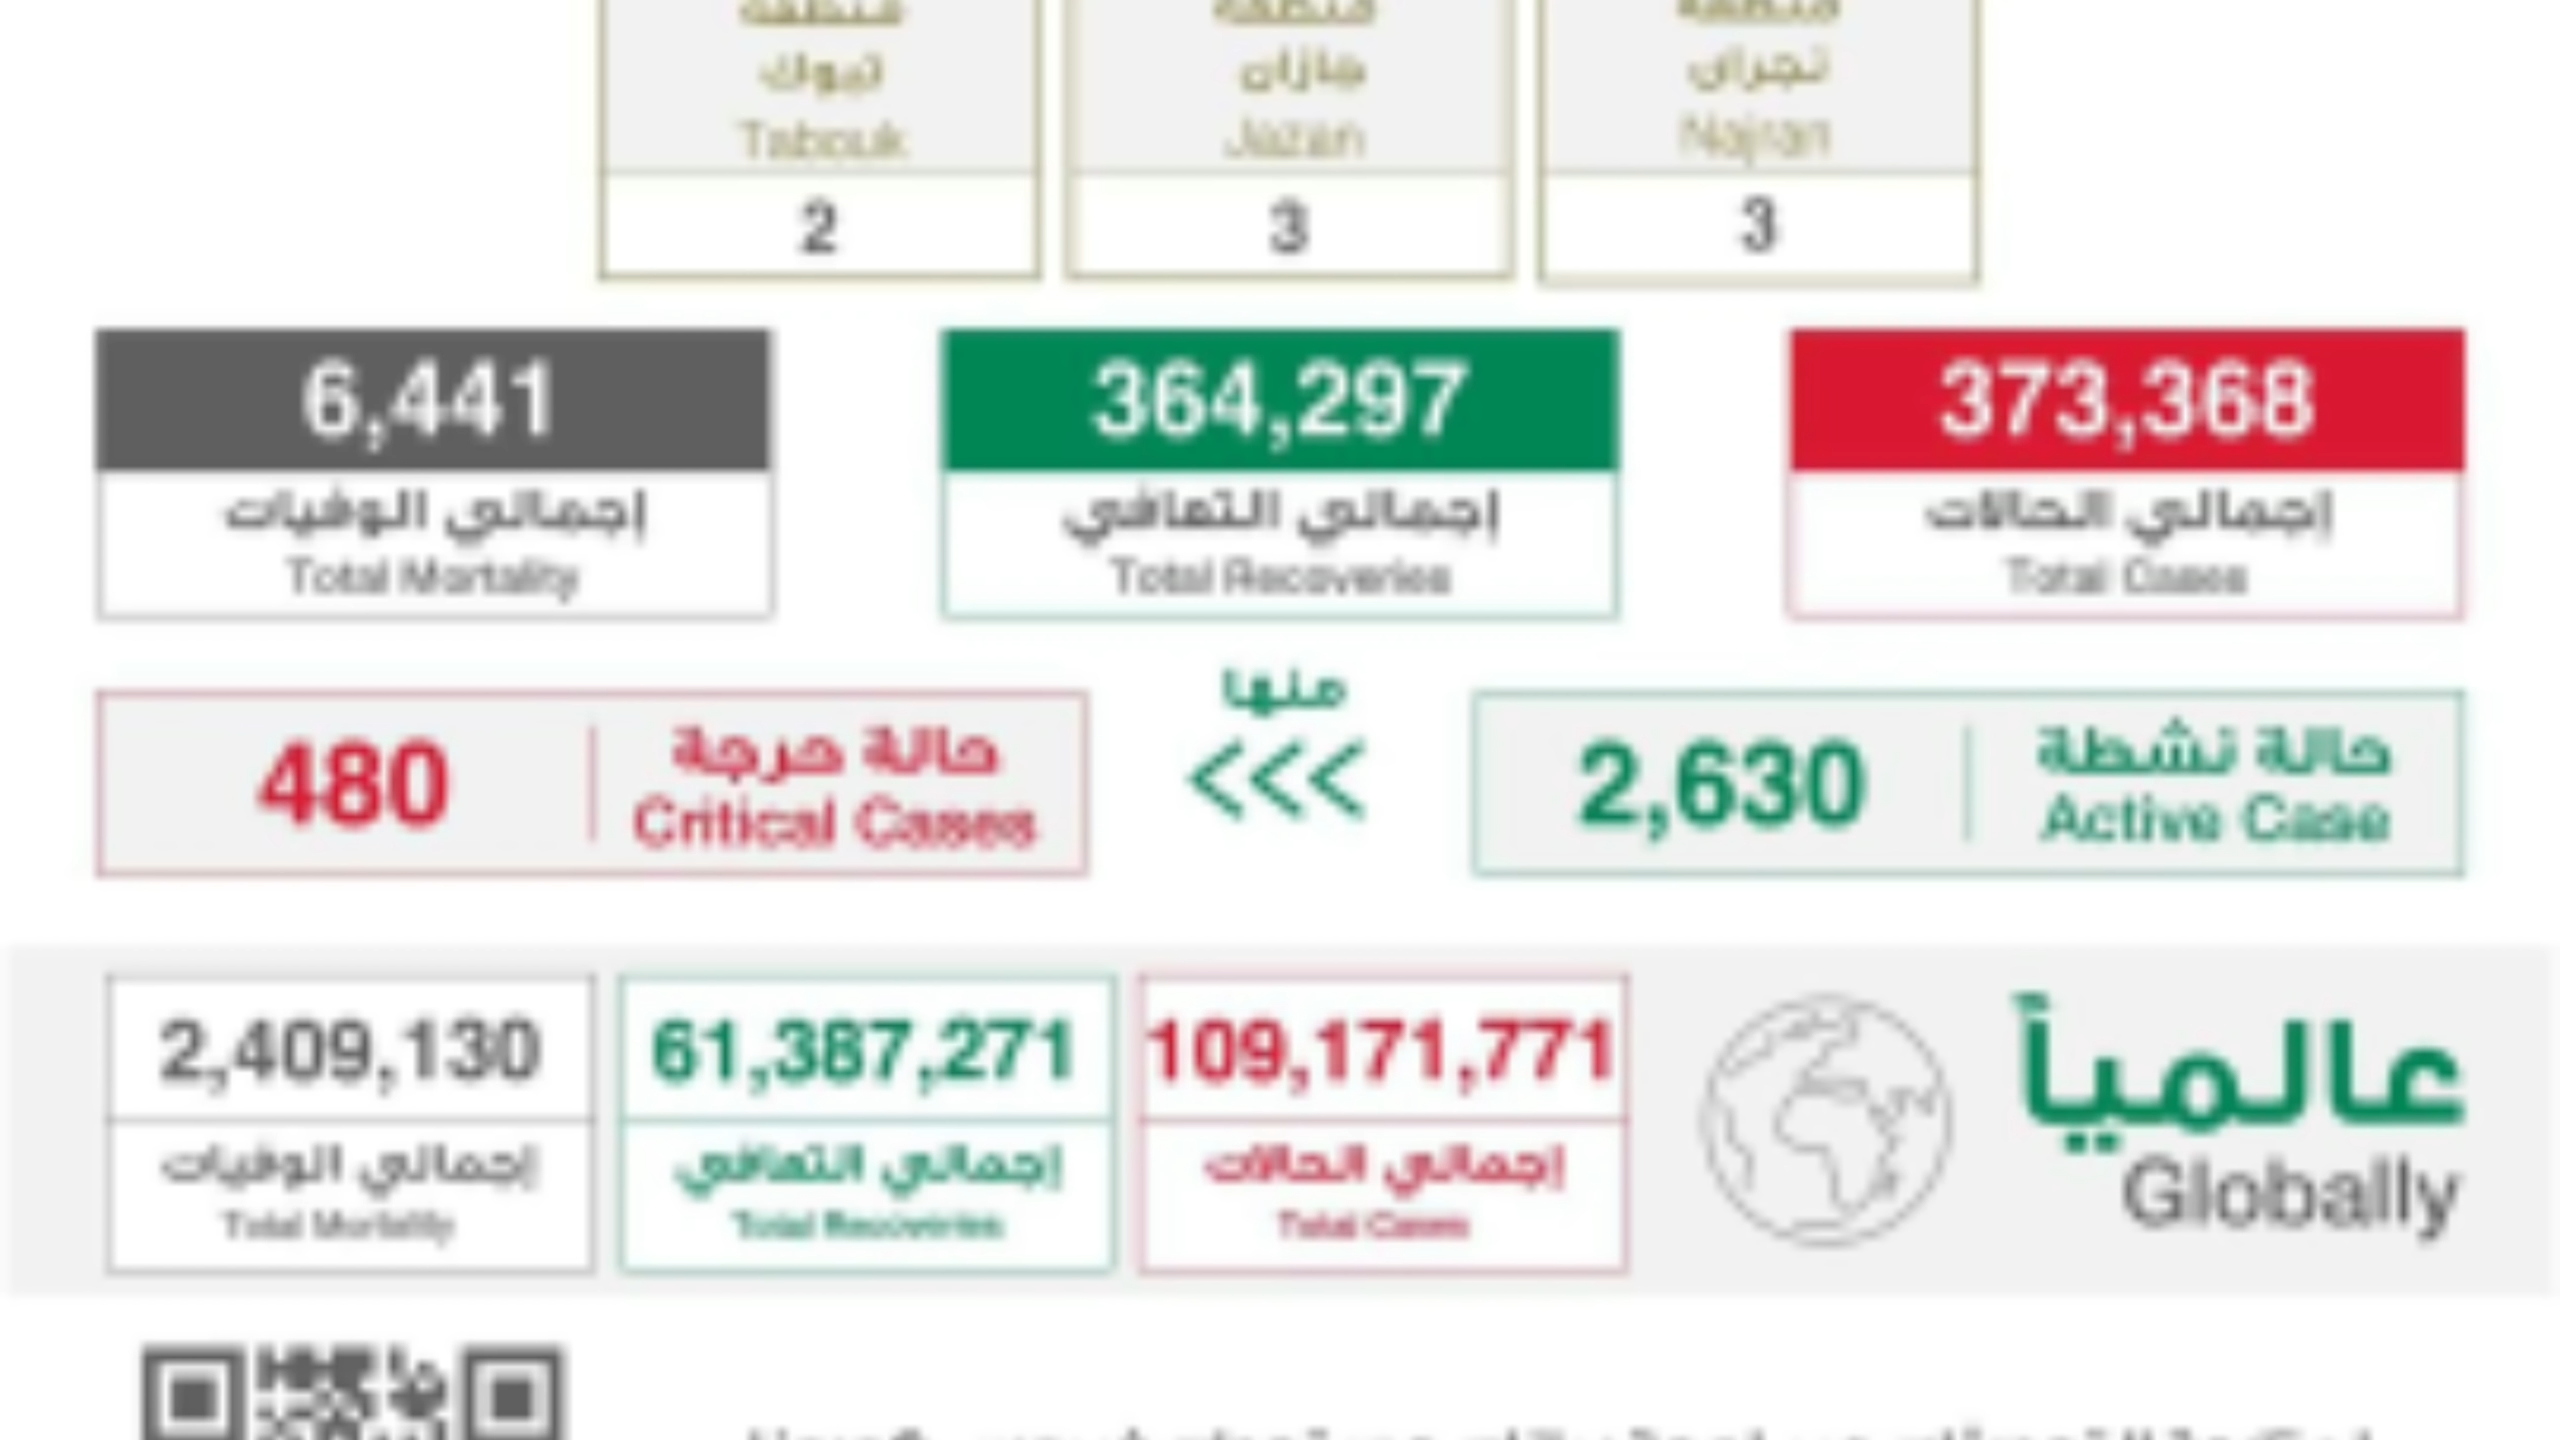 منطقة
نجران
Najran
3
منطقة
جازان
Jazan
3
منطقة
تبوك
Tabouk
2
373,368
إجمالي الحالات
Total Cases
364,297
إجمالي التعافي
Total Recoveries
6,441
إجمالي الوفيات
Total Mortality
حالة نشطة
Active Case
2,630
منها
<<<
حالة حرجة
Critical Cases
480
عالمياً
Globally
109,171,771
إجمالي الحالات
Total Cases
61,387,271
إجمالي التعافي
Total Recoveries
2,409,130
إجمالي الوفيات
Total Mortality